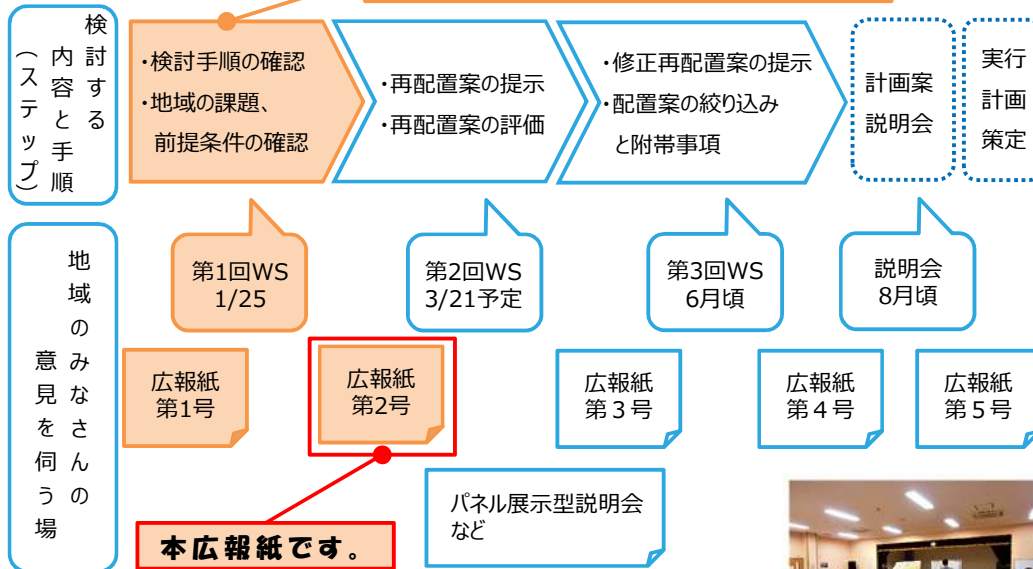 検討する
内容と手順
（ステップ）
・検討手順の確認
・地域の課題、
前提条件の確認
・再配置案の提示
・再配置案の評価
・修正再配置案の提示
・配置案の絞り込み
と附帯事項
計画案
説明会
実行
計画
策定
地域のみなさんの
意見を伺う場
第1回WS
1/25
第2回WS
3/21予定
第3回WS
6月頃
説明会
8月頃
広報紙
第1号
広報紙
第2号
広報紙
第３号
広報紙
第４号
広報紙
第５号
本広報紙です。
パネル展示型説明会
など